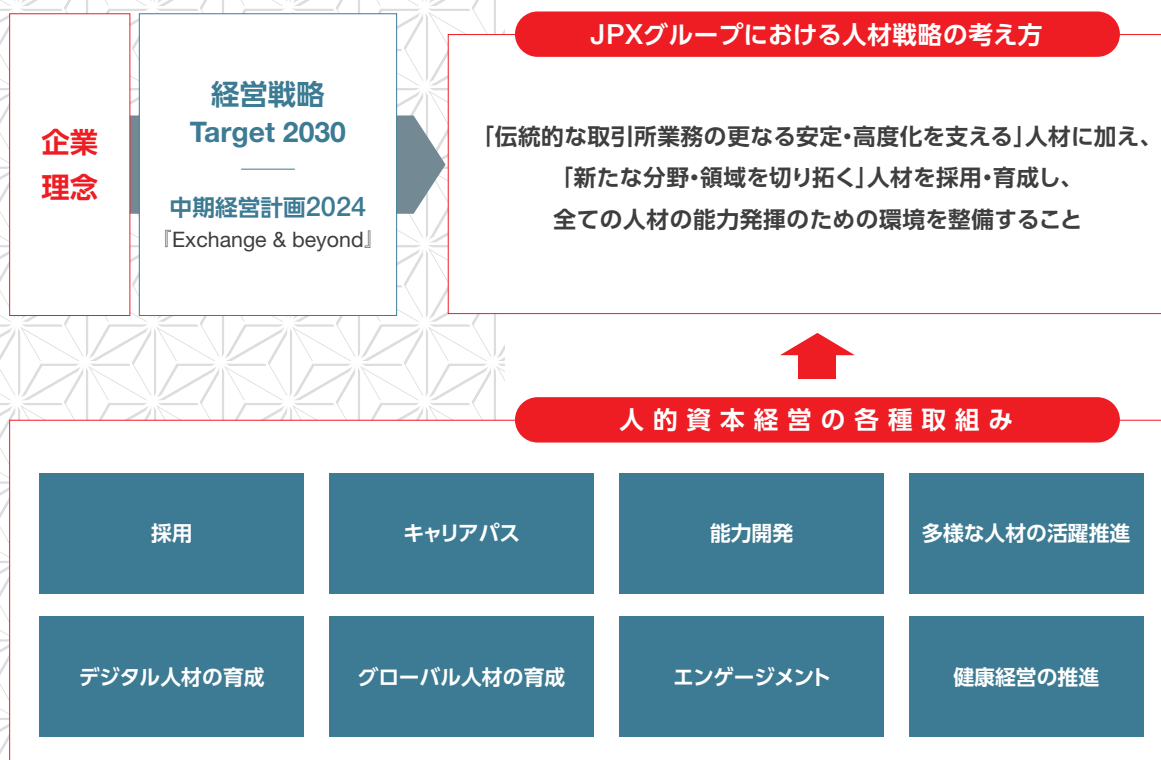 企業
理念
経営戦略
Target 2030
中期経営計画2024
『Exchange & beyond』
JPXグループにおける人材戦略の考え方
「伝統的な取引所業務の更なる安定・高度化を支える」人材に加え、
「新たな分野・領域を切り拓く」人材を採用・育成し、
全ての人材の能力発揮のための環境を整備すること
人的資本経営の各種取組み
採用
キャリアパス
能力開発
多様な人材の活躍推進
デジタル人材の育成
グローバル人材の育成
エンゲージメント
健康経営の推進